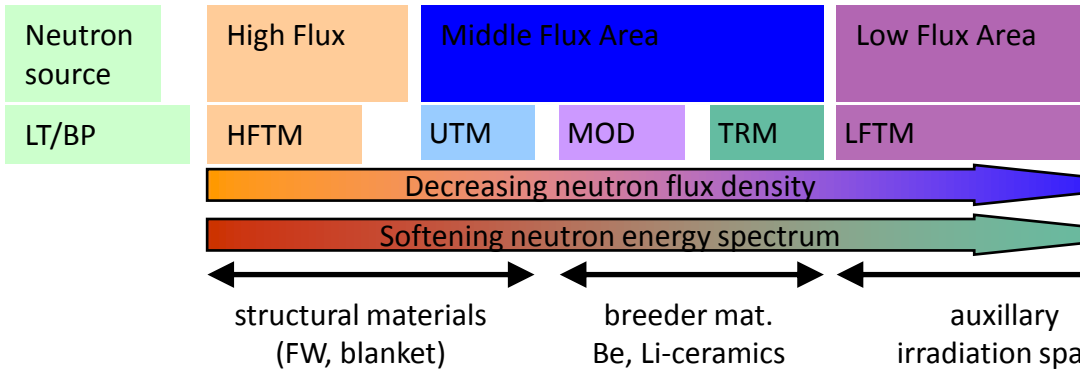 Neutron
source
High Flux
Middle Flux Area
Low Flux Area
LT/BP
HFTM
UTM
MOD
TRM
LFTM
Decreasing neutron flux density
Softening neutron energy spectrum
structural materials
(FW, blanket)
breeder mat.
Be, Li-ceramics
auxillary
irradiation